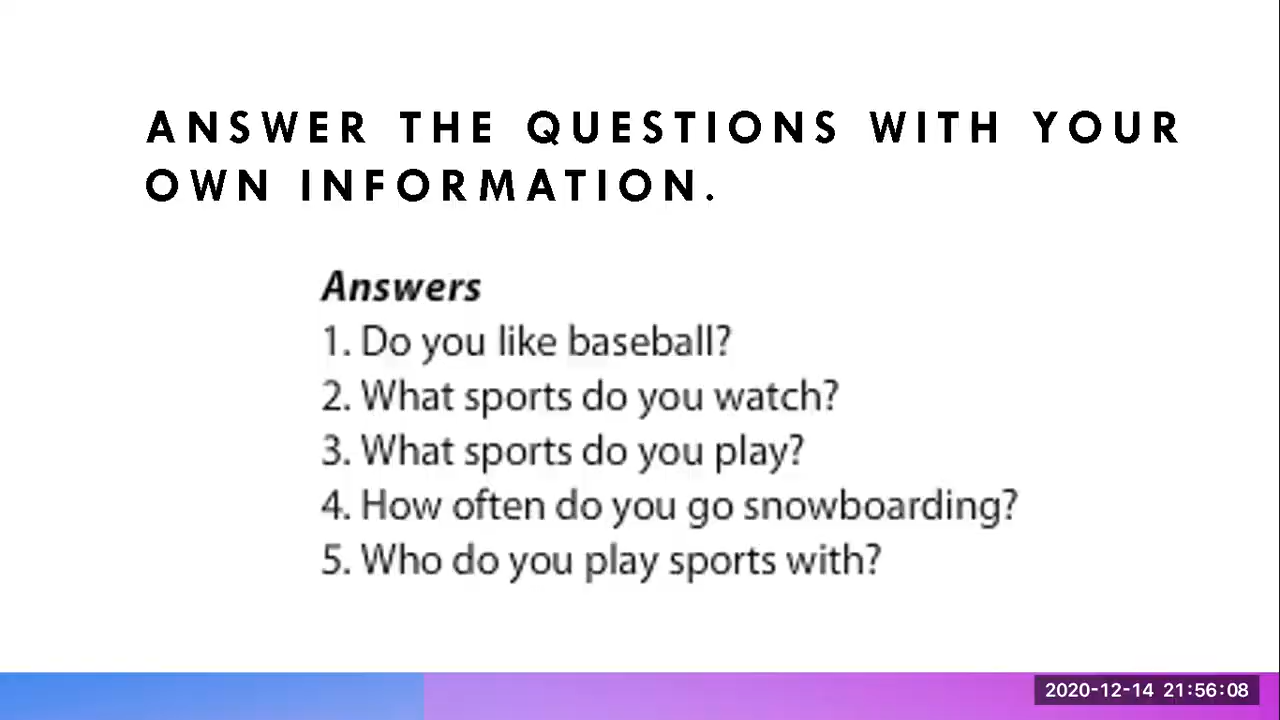 ANSWER THE QUESTIONS WITH YOUR
OWN INFORMATION.
Answers
1. Do you like baseball?
2. What sports do you watch?
3. What sports do you play?
4. How often do you go snowboarding?
5. Who do you play sports with?
2020-12-14 21:56:08